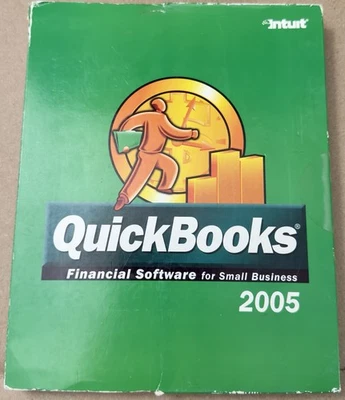 intuit
QuickBooks®
Financial Software for Small Business
2005